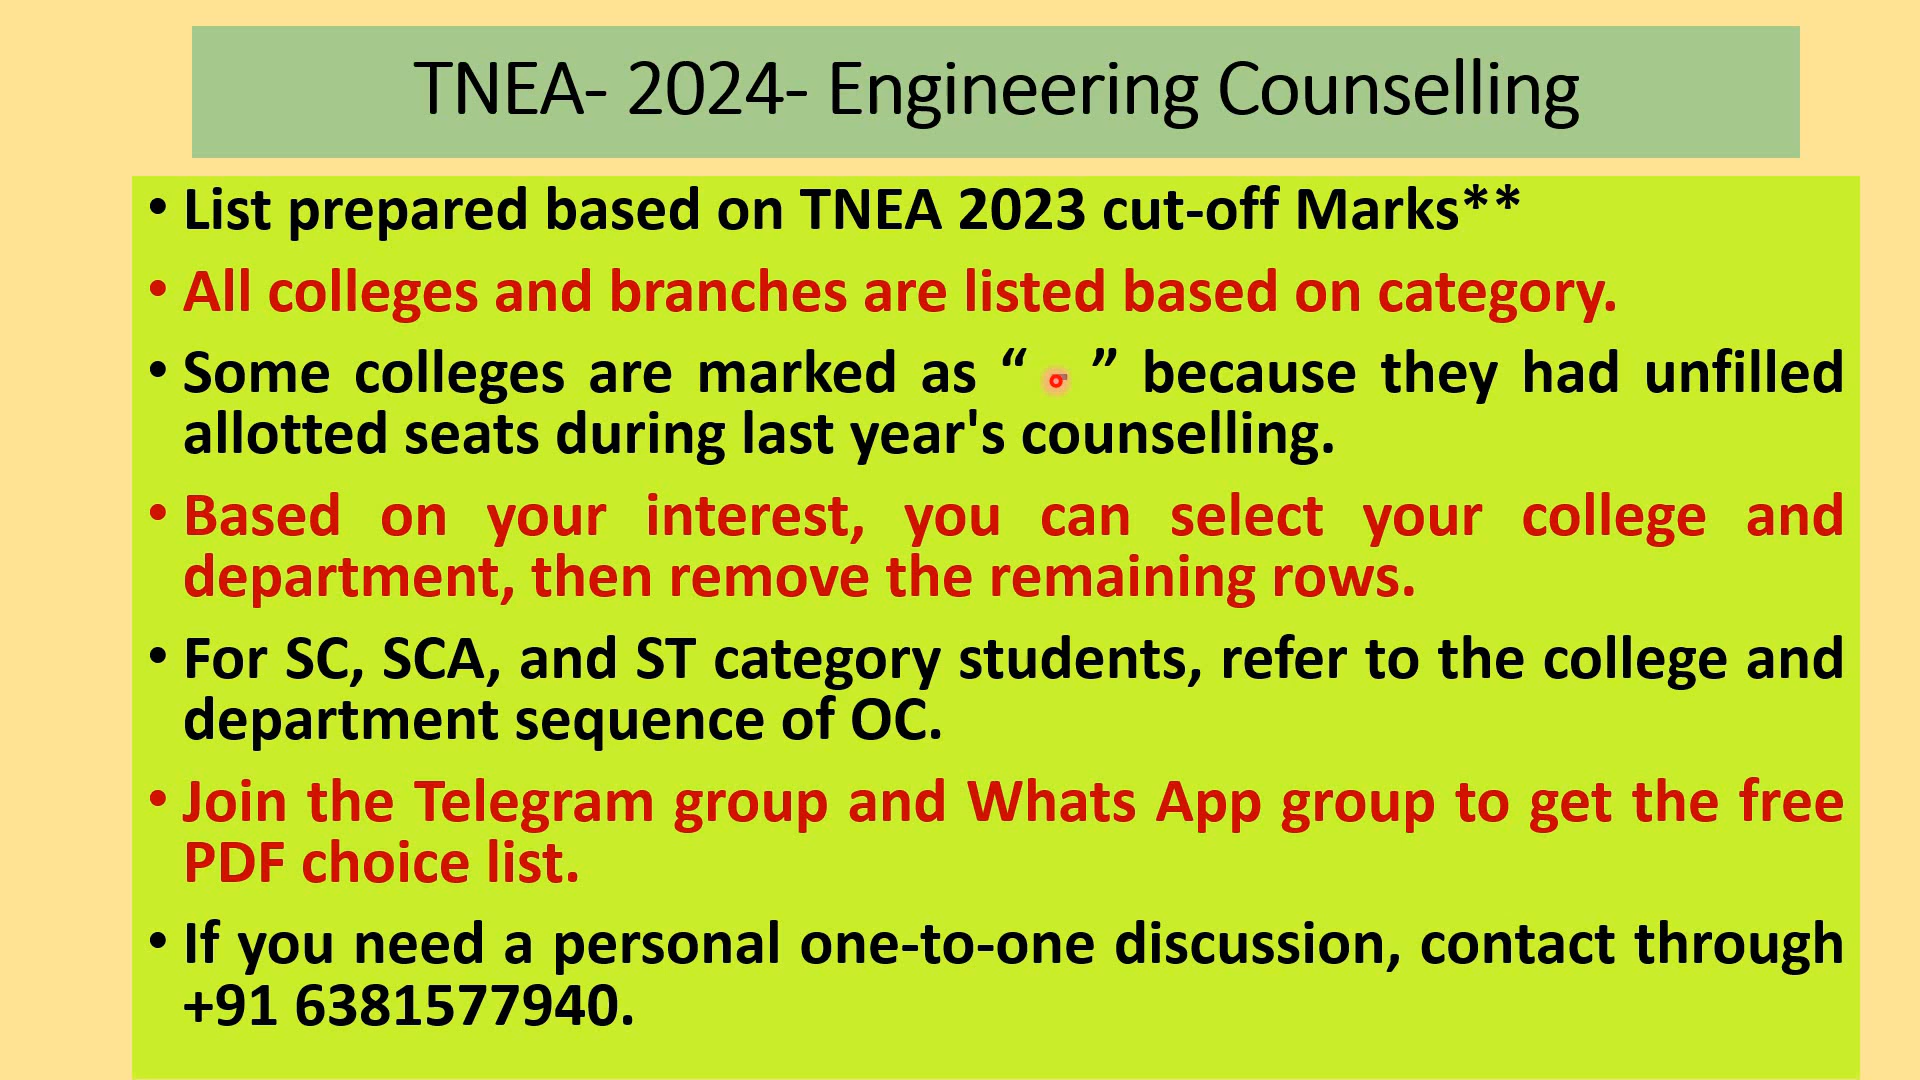 TNEA- 2024- Engineering Counselling
• List prepared based on TNEA 2023 cut-off Marks**
• All colleges and branches are listed based on category.
• Some colleges are marked as “ ” because they had unfilled
allotted seats during last year's counselling.
• Based on your interest, you can select your college and
department, then remove the remaining rows.
• For SC, SCA, and ST category students, refer to the college and
department sequence of OC.
• Join the Telegram group and Whats App group to get the free
PDF choice list.
• If you need a personal one-to-one discussion, contact through
+91 6381577940.